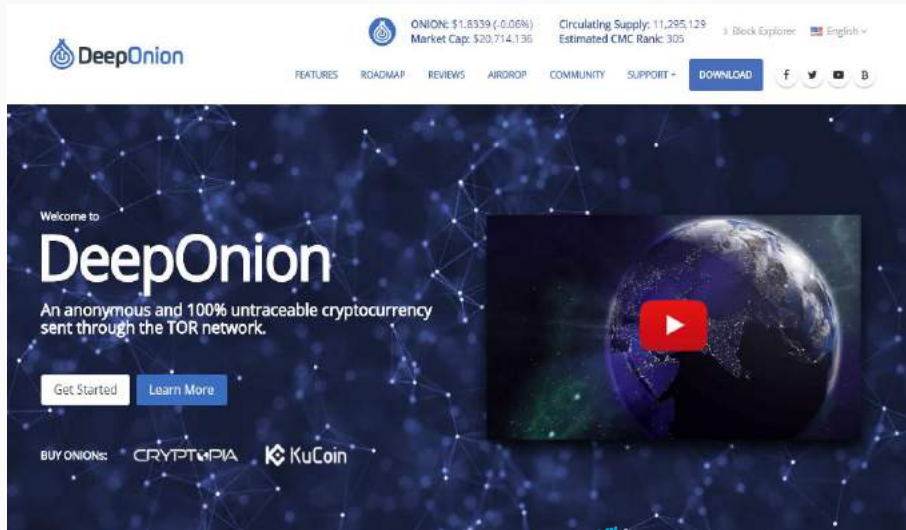 DeepOnion
ONION: $1.8339 (-0.06%)
Market Cap: $20,714,136
Circulating Supply: 11,295,129
Estimated CMC Rank: 305
Block Explorer
English
FEATURES
ROADMAP
REVIEWS
AIRDROP
COMMUNITY
SUPPORT
DOWNLOAD
Welcome to
DeepOnion
An anonymous and 100% untraceable cryptocurrency
sent through the TOR network.
Get Started
Learn More
BUY ONIONs:
CRYPTOPIA
KuCoin